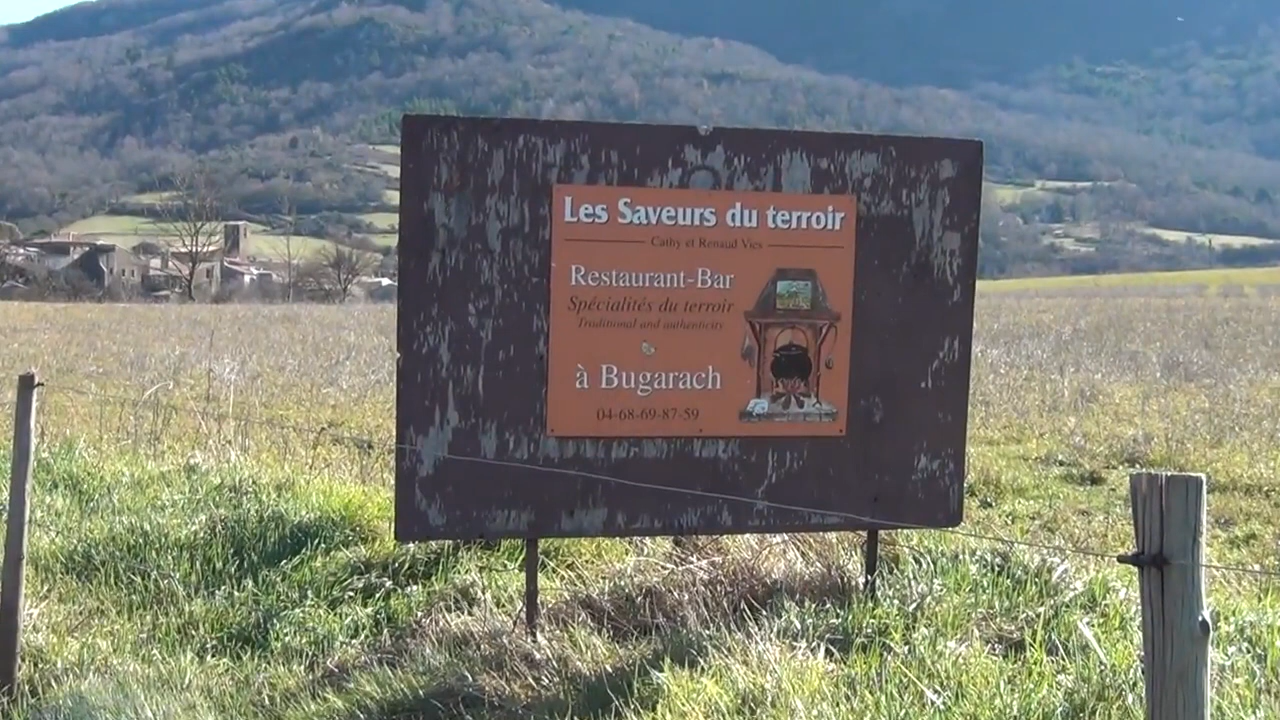 Les Saveurs du terroir
Cathy et Renaud Vies
Restaurant-Bar
Spécialités du terroir
Traditional and authenticity
à Bugarach
04-68-69-87-59